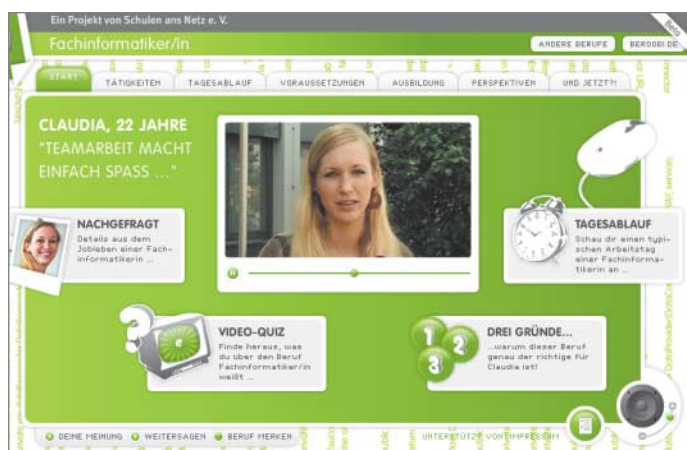 Ein Projekt von Schulen ans Netz e. V.
Beta
Fachinformatiker/in
ANDERE BERUFE
BEROOBI.DE
START
TÄTIGKEITEN
TAGESABLAUF
VORAUSSETZUNGEN
AUSBILDUNG
PERSPEKTIVEN
UND JETZT?!
CLAUDIA, 22 JAHRE
"TEAMARBEIT MACHT
EINFACH SPASS ..."
NACHGEFRAGT
Details aus dem
Jobleben einer Fach-
informatikerin ...
TAGESABLAUF
Schau dir einen typi-
schen Arbeitstag
einer Fachinforma-
tikerin an ...
VIDEO-QUIZ
Finde heraus, was
du über den Beruf
Fachinformatiker/in
weißt ...
1
2
3
DREI GRÜNDE...
...warum dieser Beruf
genau der richtige für
Claudia ist!
DEINE MEINUNG
WEITERSAGEN
BERUF MERKEN
UNTERSTÜTZT VON
IMPRESSUM